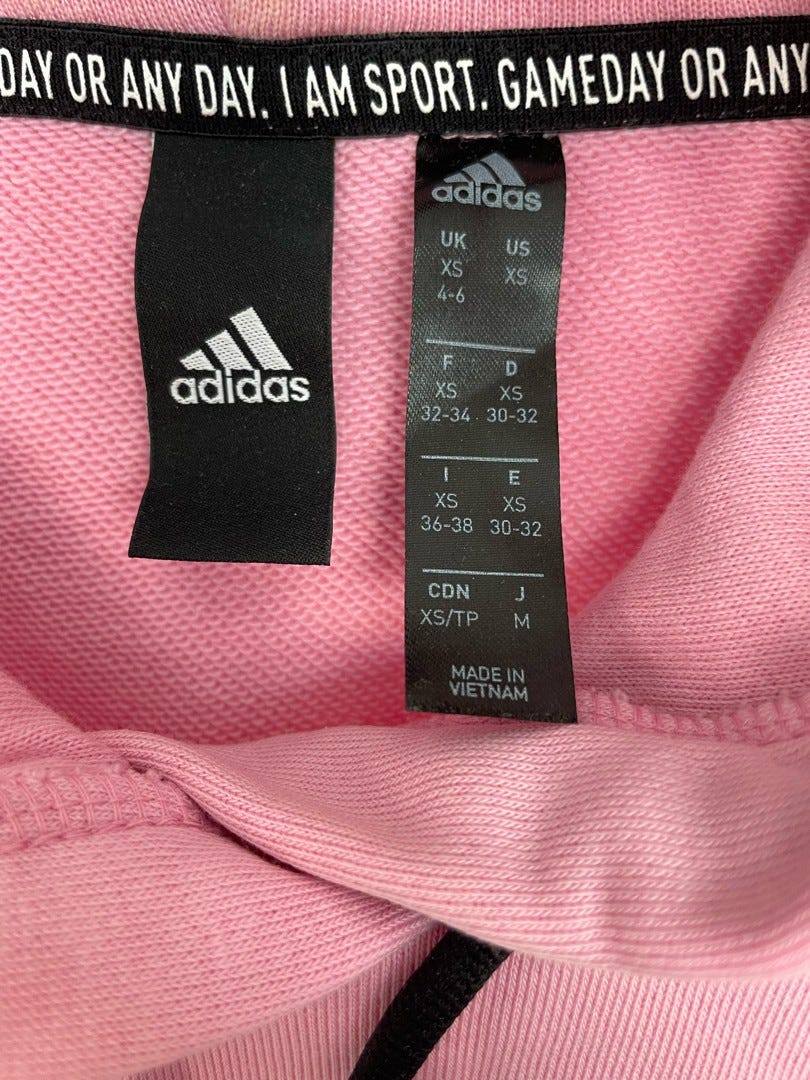 DAY OR ANY DAY. I AM SPORT. GAMEDAY OR ANY
adidas
adidas
UK US
XS XS
4-6
F D
XS XS
32-34 30-32
I E
XS XS
36-38 30-32
CDN J
XS/TP M
MADE IN
VIETNAM